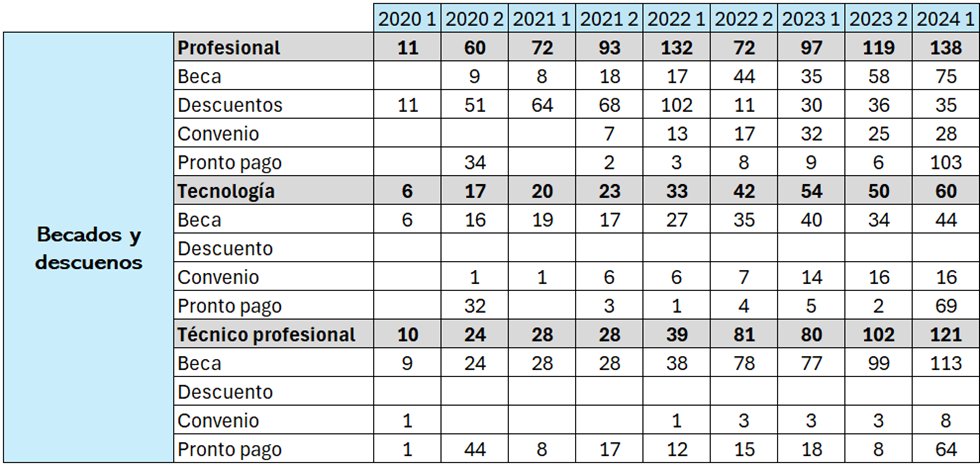 2020 1 2020 2 2021 1 2021 2 2022 1 2022 2 2023 1 2023 2 2024 1
Becados y
descuenos
Profesional 11 60 72 93 132 72 97 119 138
Beca 9 8 18 17 44 35 58 75
Descuentos 11 51 64 68 102 11 30 36 35
Convenio 7 13 17 32 25 28
Pronto pago 34 2 3 8 9 6 103
Tecnología 6 17 20 23 33 42 54 50 60
Beca 6 16 19 17 27 35 40 34 44
Descuento
Convenio 1 1 6 6 7 14 16 16
Pronto pago 32 3 1 4 5 2 69
Técnico profesional 10 24 28 28 39 81 80 102 121
Beca 9 24 28 28 38 78 77 99 113
Descuento
Convenio 1 1 3 3 3 8
Pronto pago 1 44 8 17 12 15 18 8 64